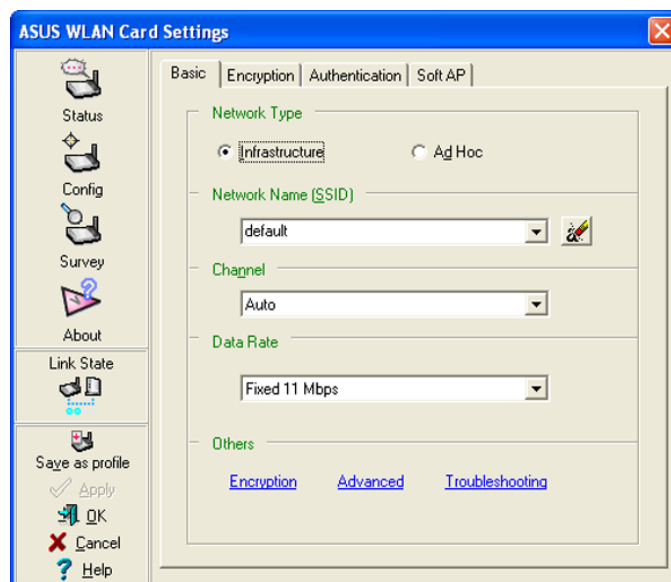 ASUS WLAN Card Settings
Status
Config
Survey
About
Link State
Save as profile
Apply
OK
Cancel
Help
Basic
Encryption
Authentication
Soft AP
Network Type
Infrastructure
Ad Hoc
Network Name (SSID)
default
Channel
Auto
Data Rate
Fixed 11 Mbps
Others
Encryption Advanced Troubleshooting